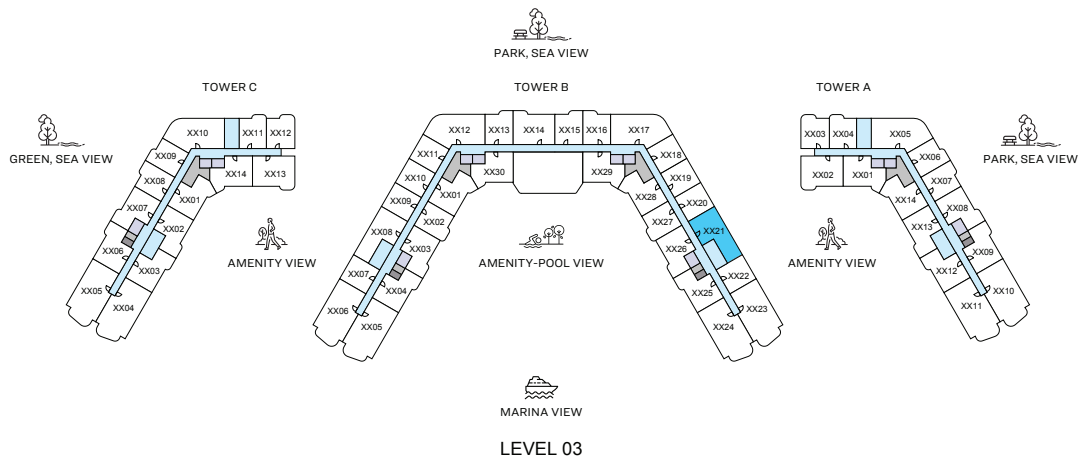 PARK, SEA VIEW
TOWER C
TOWER B
TOWER A
GREEN, SEA VIEW
PARK, SEA VIEW
XX10
XX11
XX12
XX09
XX08
XX14
XX13
XX07
XX01
XX02
XX06
XX03
XX05
XX04
AMENITY VIEW
XX12
XX13
XX14
XX15
XX16
XX17
XX11
XX30
XX29
XX18
XX10
XX01
XX28
XX19
XX09
XX02
XX27
XX20
XX08
XX03
XX26
XX21
XX07
XX04
XX25
XX22
XX06
XX05
XX24
XX23
AMENITY-POOL VIEW
XX03
XX04
XX05
XX02
XX01
XX06
XX07
XX14
XX08
XX13
XX09
XX12
XX10
XX11
AMENITY VIEW
MARINA VIEW
LEVEL 03